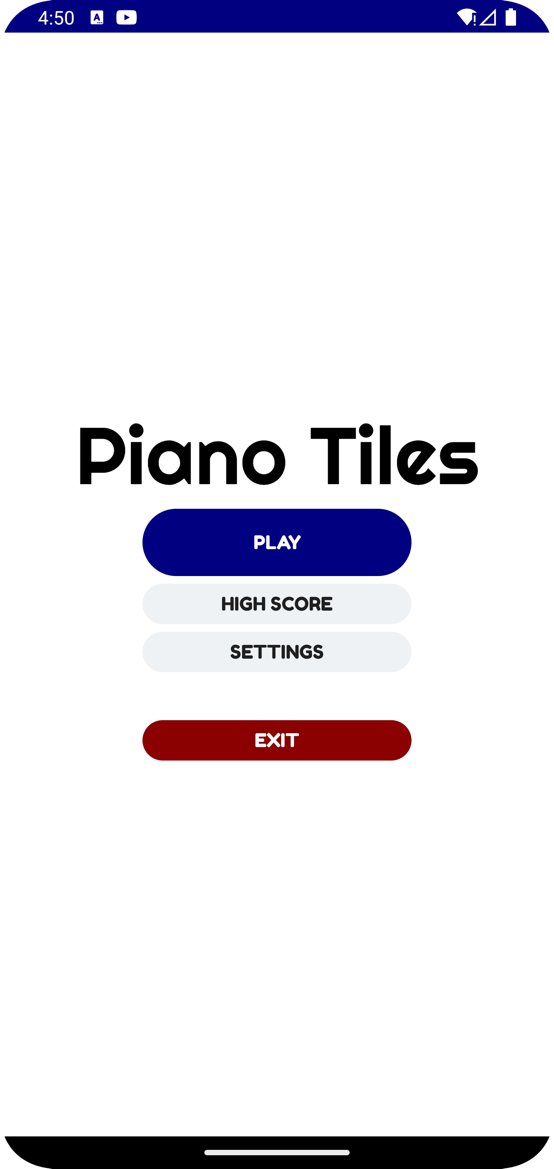 4:50
Piano Tiles
PLAY
HIGH SCORE
SETTINGS
EXIT